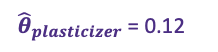 θ̂plasticizer = 0.12